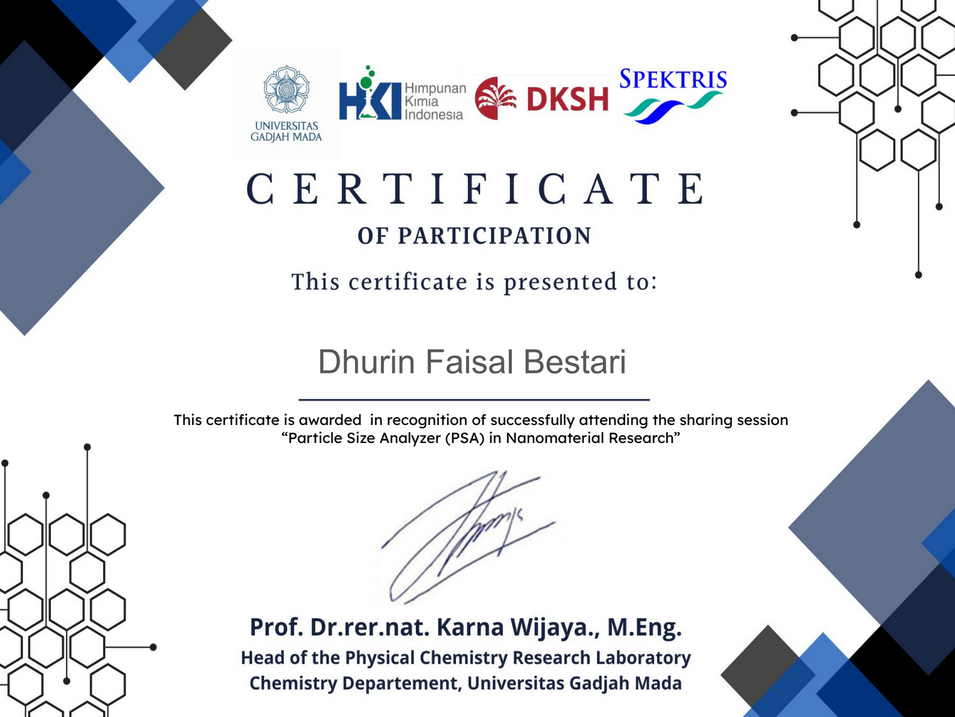 UNIVERSITAS
GADJAH MADA
HKI
Himpunan
Kimia
Indonesia
DKSH
SPEKTRIS
CERTIFICATE
OF PARTICIPATION
This certificate is presented to:
Dhurin Faisal Bestari
This certificate is awarded in recognition of successfully attending the sharing session
“Particle Size Analyzer (PSA) in Nanomaterial Research”
Prof. Dr.rer.nat. Karna Wijaya., M.Eng.
Head of the Physical Chemistry Research Laboratory
Chemistry Departement, Universitas Gadjah Mada